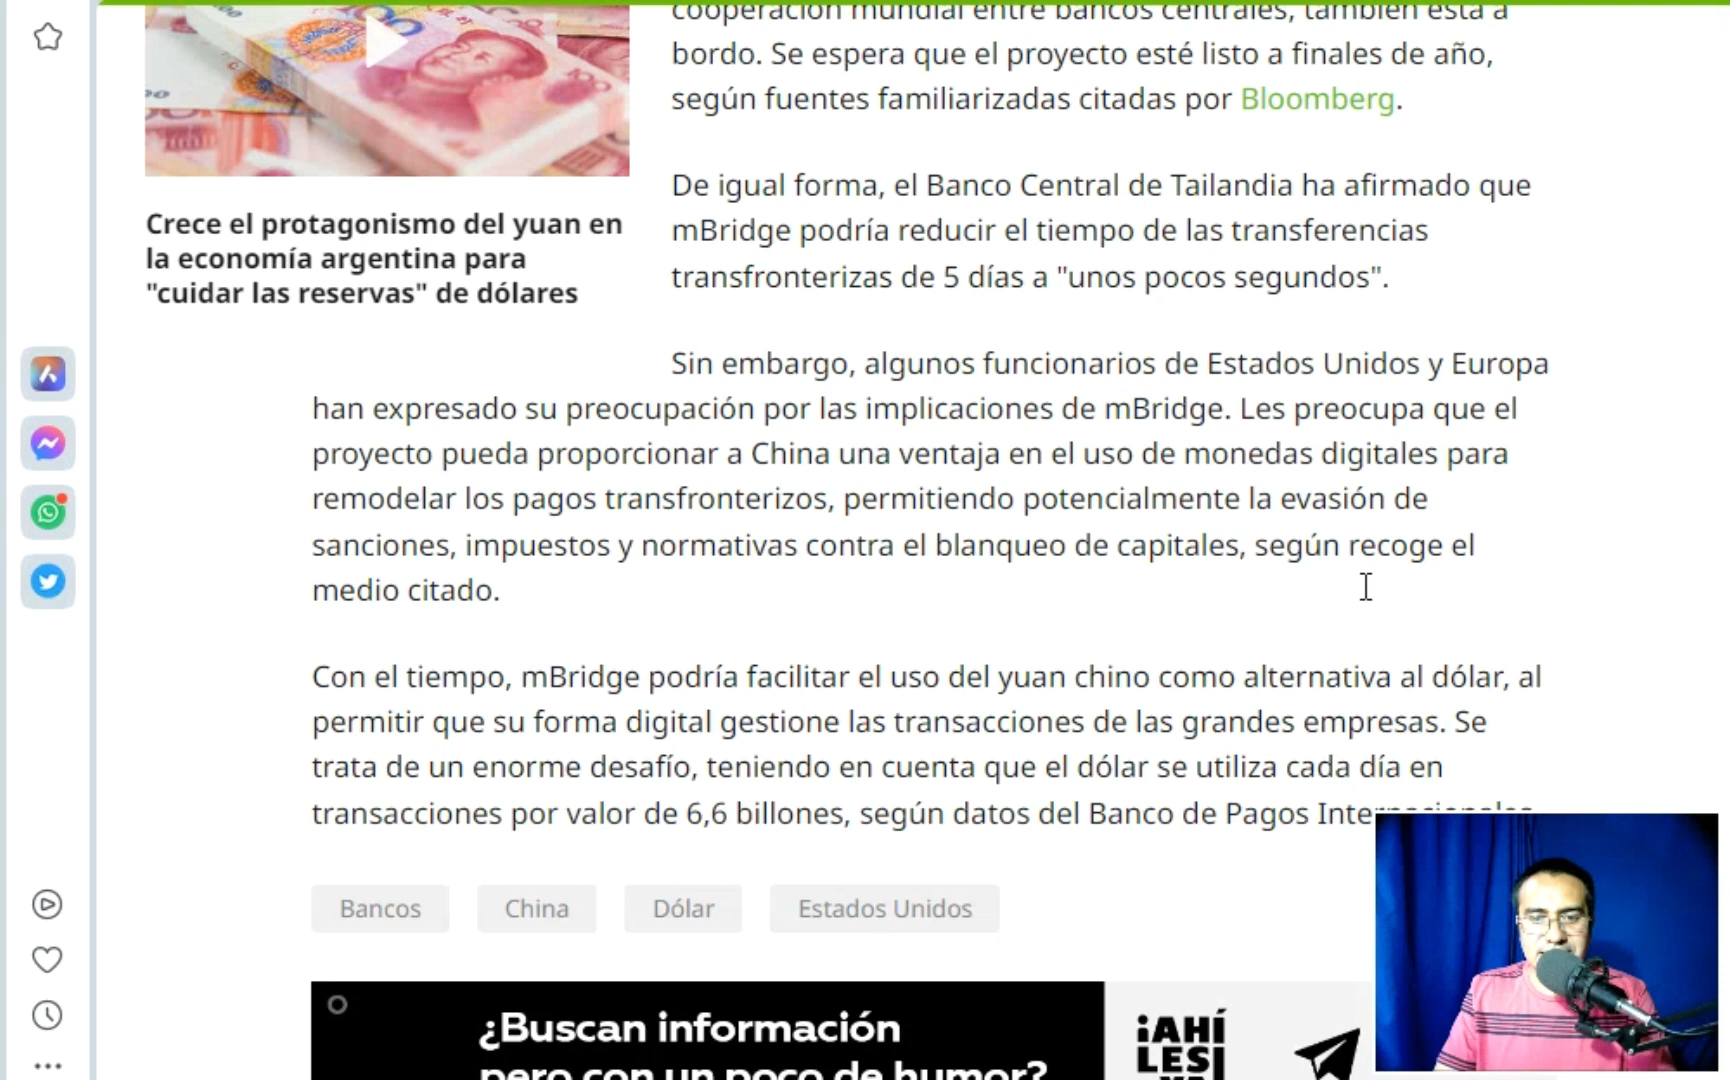 cooperación mundial entre bancos centrales, también está a
bordo. Se espera que el proyecto esté listo a finales de año,
según fuentes familiarizadas citadas por Bloomberg.
Crece el protagonismo del yuan en
la economía argentina para
"cuidar las reservas" de dólares
De igual forma, el Banco Central de Tailandia ha afirmado que
mBridge podría reducir el tiempo de las transferencias
transfronterizas de 5 días a "unos pocos segundos".
Sin embargo, algunos funcionarios de Estados Unidos y Europa
han expresado su preocupación por las implicaciones de mBridge. Les preocupa que el
proyecto pueda proporcionar a China una ventaja en el uso de monedas digitales para
remodelar los pagos transfronterizos, permitiendo potencialmente la evasión de
sanciones, impuestos y normativas contra el blanqueo de capitales, según recoge el
medio citado.
Con el tiempo, mBridge podría facilitar el uso del yuan chino como alternativa al dólar, al
permitir que su forma digital gestione las transacciones de las grandes empresas. Se
trata de un enorme desafío, teniendo en cuenta que el dólar se utiliza cada día en
transacciones por valor de 6,6 billones, según datos del Banco de Pagos Internacionales.
Bancos
China
Dólar
Estados Unidos
¿Buscan información
pero con un poco de humor?
¡AHÍ
LES